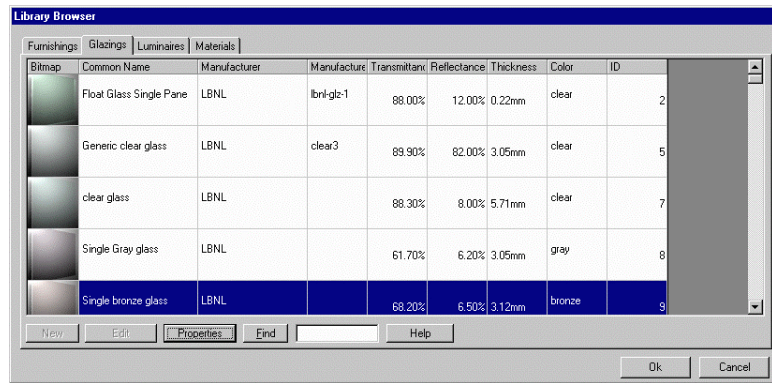 Library Browser
Furnishings Glazings Luminaires Materials
Bitmap Common Name Manufacturer Manufacture Transmittanc Reflectance Thickness Color ID
Float Glass Single Pane LBNL lbnl-glz-1 88.00% 12.00% 0.22mm clear 2
Generic clear glass LBNL clear3 89.90% 82.00% 3.05mm clear 5
clear glass LBNL 88.30% 8.00% 5.71mm clear 7
Single Gray glass LBNL 61.70% 6.20% 3.05mm gray 8
Single bronze glass LBNL 68.20% 6.50% 3.12mm bronze 9
New Edit Properties Find Help
Ok Cancel